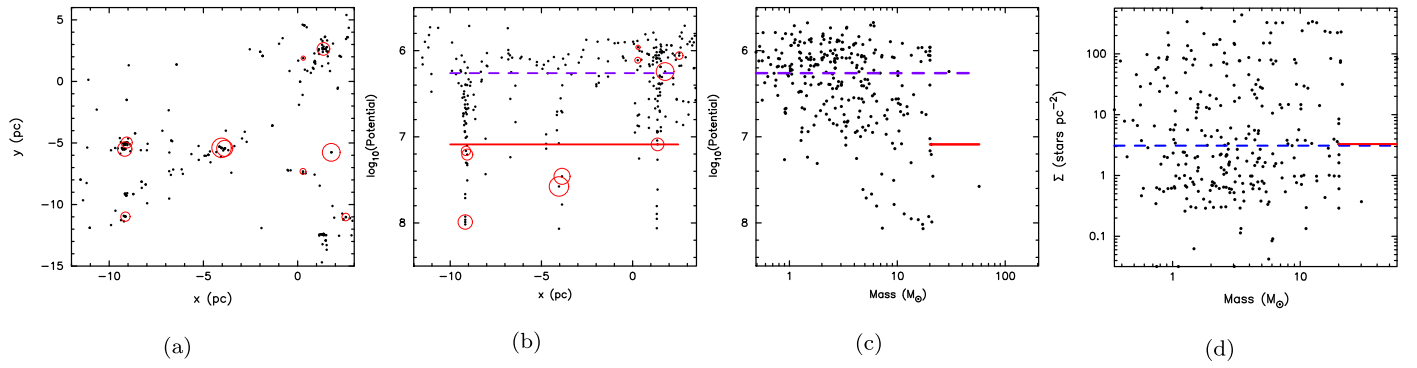 5
0
−5
−10
−15
−10
−5
0
y (pc)
x (pc)
(a)
6
7
8
−10
−5
0
log₁₀(Potential)
x (pc)
(b)
6
7
8
1
10
100
log₁₀(Potential)
Mass (M☉)
(c)
100
10
1
0.1
1
10
Σ (stars pc⁻²)
Mass (M☉)
(d)